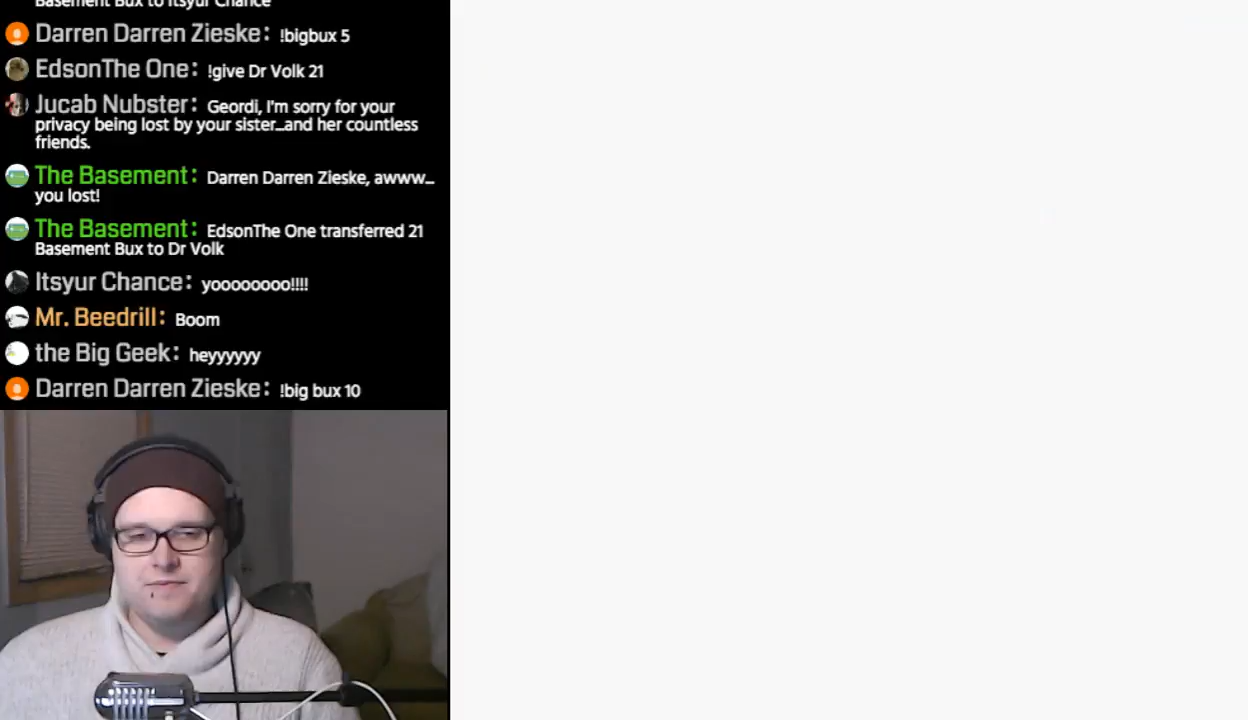 Basement Bux to Itsyur Chance
Darren Darren Zieske: !bigbux 5
EdsonThe One: !give Dr Volk 21
Jucab Nubster: Geordi, I'm sorry for your
privacy being lost by your sister...and her countless
friends.
The Basement: Darren Darren Zieske, awww...
you lost!
The Basement: EdsonThe One transferred 21
Basement Bux to Dr Volk
Itsyur Chance: yoooooooo!!!!
Mr. Beedrill: Boom
the Big Geek: heyyyyyy
Darren Darren Zieske: !big bux 10